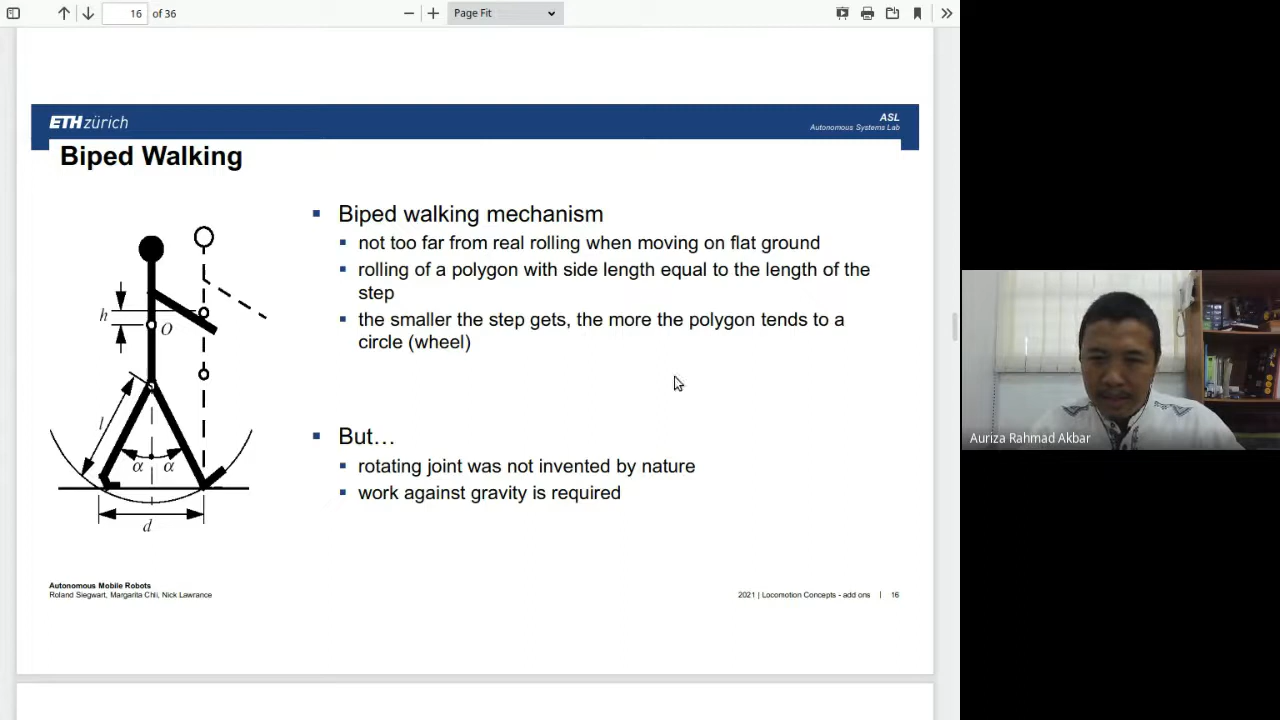 16 of 36 Page Fit
ETH zürich
ASL
Autonomous Systems Lab
Biped Walking
Biped walking mechanism
not too far from real rolling when moving on flat ground
rolling of a polygon with side length equal to the length of the
step
the smaller the step gets, the more the polygon tends to a
circle (wheel)
But…
rotating joint was not invented by nature
work against gravity is required
h
O
l
α α
d
Autonomous Mobile Robots
Roland Siegwart, Margarita Chli, Nick Lawrance
2021 | Locomotion Concepts - add ons | 16
Auriza Rahmad Akbar